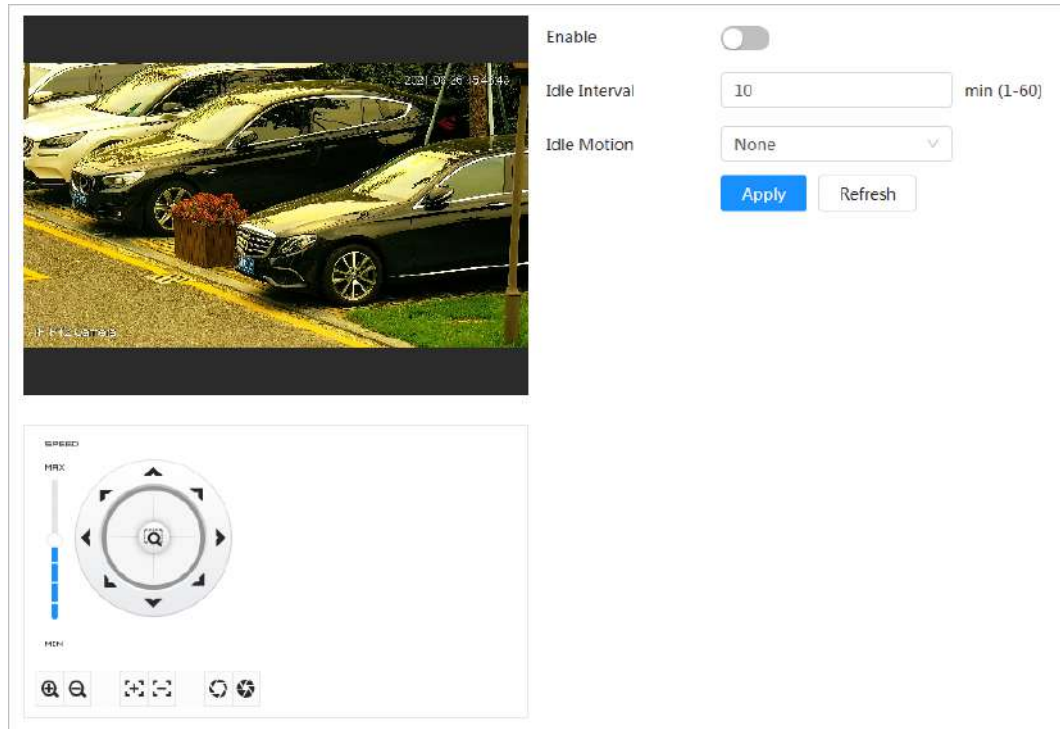 Enable
Idle Interval
10
min (1-60)
Idle Motion
None
Apply
Refresh
SPEED
MAX
MIN